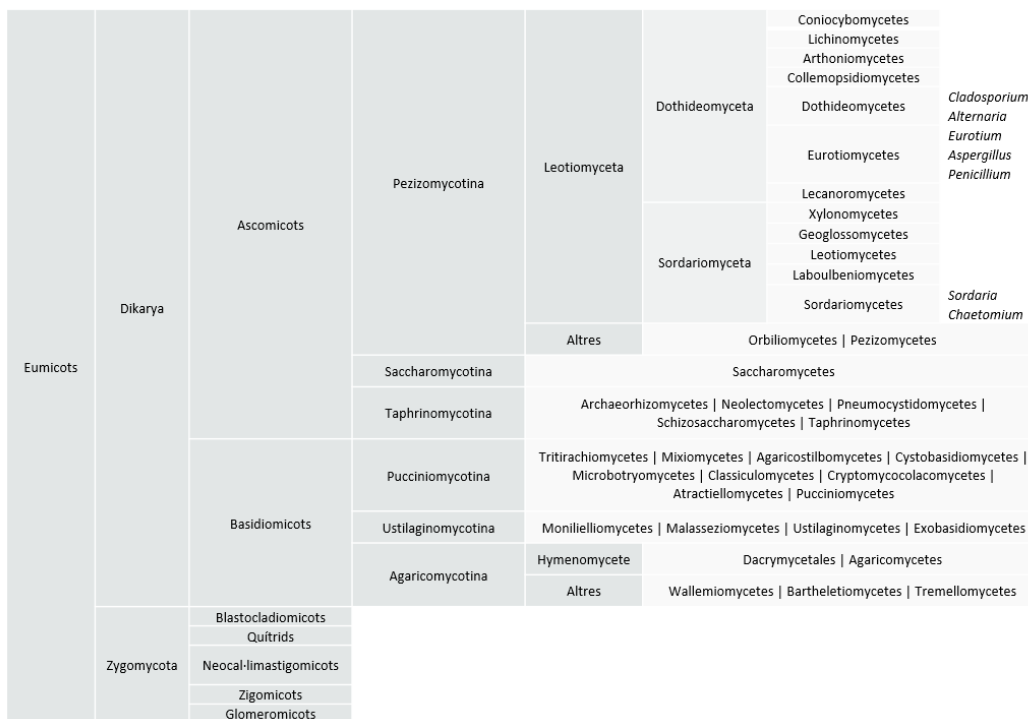 Eumicots
Dikarya
Ascomicots
Pezizomycotina
Leotiomyceta
Dothideomyceta
Coniocybomycetes
Lichinomycetes
Arthoniomycetes
Collemopsidiomycetes
Dothideomycetes
Cladosporium
Alternaria
Eurotiomycetes
Eurotium
Aspergillus
Penicillium
Lecanoromycetes
Sordariomyceta
Xylonomycetes
Geoglossomycetes
Leotiomycetes
Laboulbeniomycetes
Sordariomycetes
Sordaria
Chaetomium
Altres
Orbiliomycetes | Pezizomycetes
Saccharomycotina
Saccharomycetes
Taphrinomycotina
Archaeorhizomycetes | Neolectomycetes | Pneumocystidomycetes |
Schizosaccharomycetes | Taphrinomycetes
Basidiomicots
Pucciniomycotina
Tritirachiomycetes | Mixiomycetes | Agaricostilbomycetes | Cystobasidiomycetes |
Microbotryomycetes | Classiculomycetes | Cryptomycocolacomycetes |
Atractiellomycetes | Pucciniomycetes
Ustilaginomycotina
Monilielliomycetes | Malasseziomycetes | Ustilaginomycetes | Exobasidiomycetes
Agaricomycotina
Hymenomycete
Dacrymycetales | Agaricomycetes
Altres
Wallemiomycetes | Bartheletiomycetes | Tremellomycetes
Zygomycota
Blastocladiomicots
Quítrids
Neocal·limastigomicots
Zigomicots
Glomeromicots